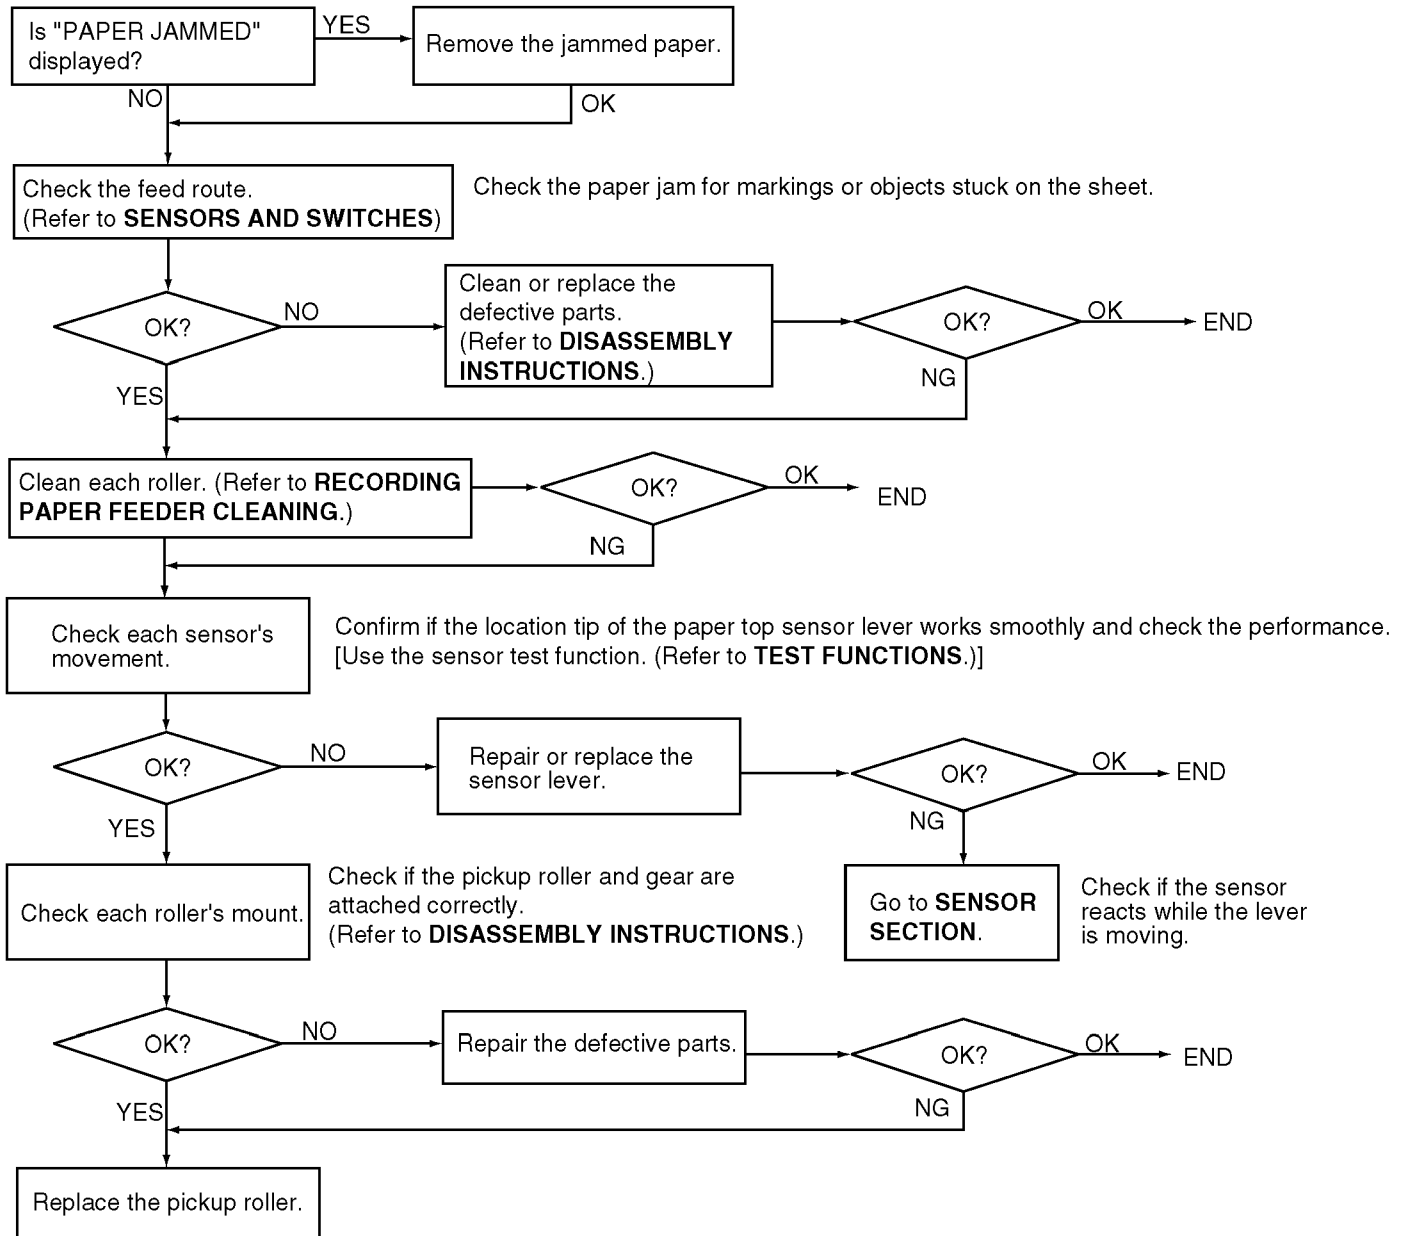 Is "PAPER JAMMED"
displayed?
YES
Remove the jammed paper.
NO
OK
Check the feed route.
(Refer to SENSORS AND SWITCHES)
Check the paper jam for markings or objects stuck on the sheet.
OK?
NO
Clean or replace the
defective parts.
(Refer to DISASSEMBLY
INSTRUCTIONS.)
OK?
OK
END
YES
NG
Clean each roller. (Refer to RECORDING
PAPER FEEDER CLEANING.)
OK?
OK
END
NG
Check each sensor's
movement.
Confirm if the location tip of the paper top sensor lever works smoothly and check the performance.
[Use the sensor test function. (Refer to TEST FUNCTIONS.)]
OK?
NO
Repair or replace the
sensor lever.
OK?
OK
END
YES
NG
Check each roller's mount.
Check if the pickup roller and gear are
attached correctly.
(Refer to DISASSEMBLY INSTRUCTIONS.)
Go to SENSOR
SECTION.
Check if the sensor
reacts while the lever
is moving.
OK?
NO
Repair the defective parts.
OK?
OK
END
YES
NG
Replace the pickup roller.